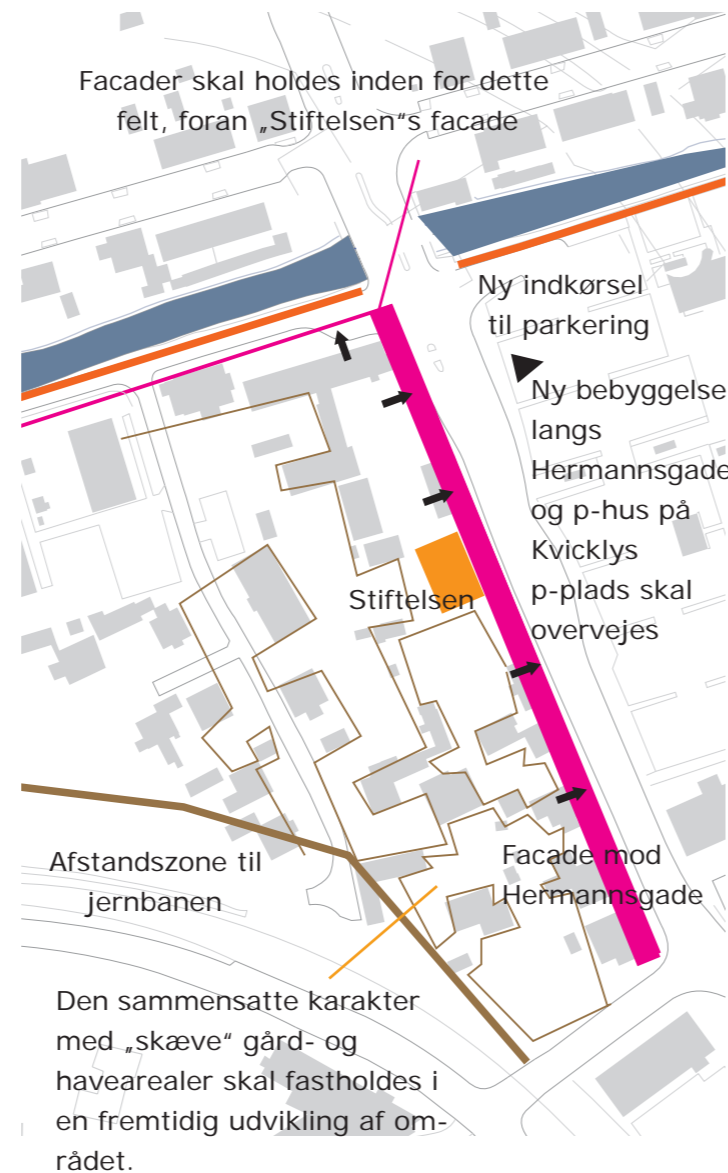 Facader skal holdes inden for dette
felt, foran „Stiftelsen“s facade
Ny indkørsel
til parkering
Ny bebyggelse
langs
Hermannsgade
og p-hus på
Kvicklys
p-plads skal
overvejes
Stiftelsen
Afstandszone til
jernbanen
Facade mod
Hermannsgade
Den sammensatte karakter
med „skæve“ gård- og
havearealer skal fastholdes i
en fremtidig udvikling af om-
rådet.